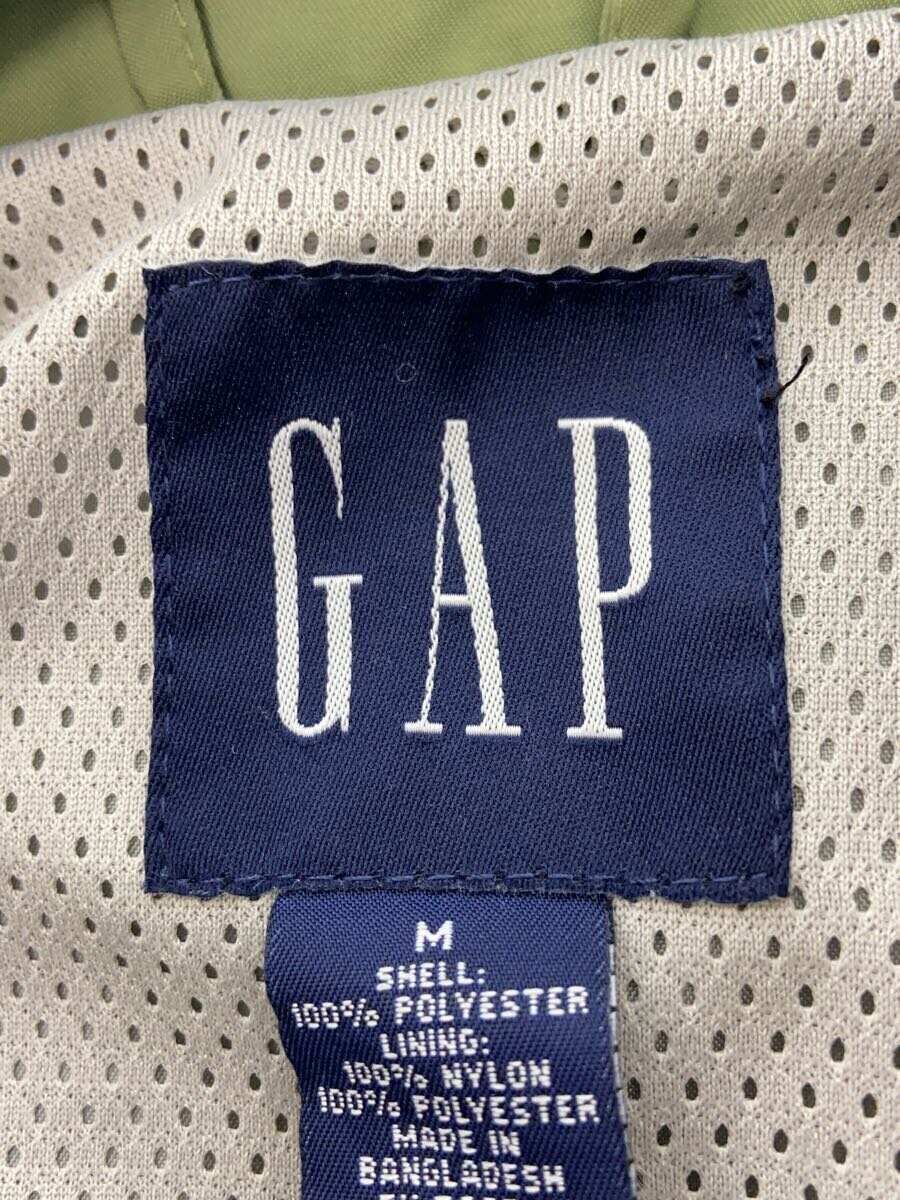 GAP
M
SHELL:
100% POLYESTER
LINING:
100% NYLON
100% POLYESTER
MADE IN
BANGLADESH